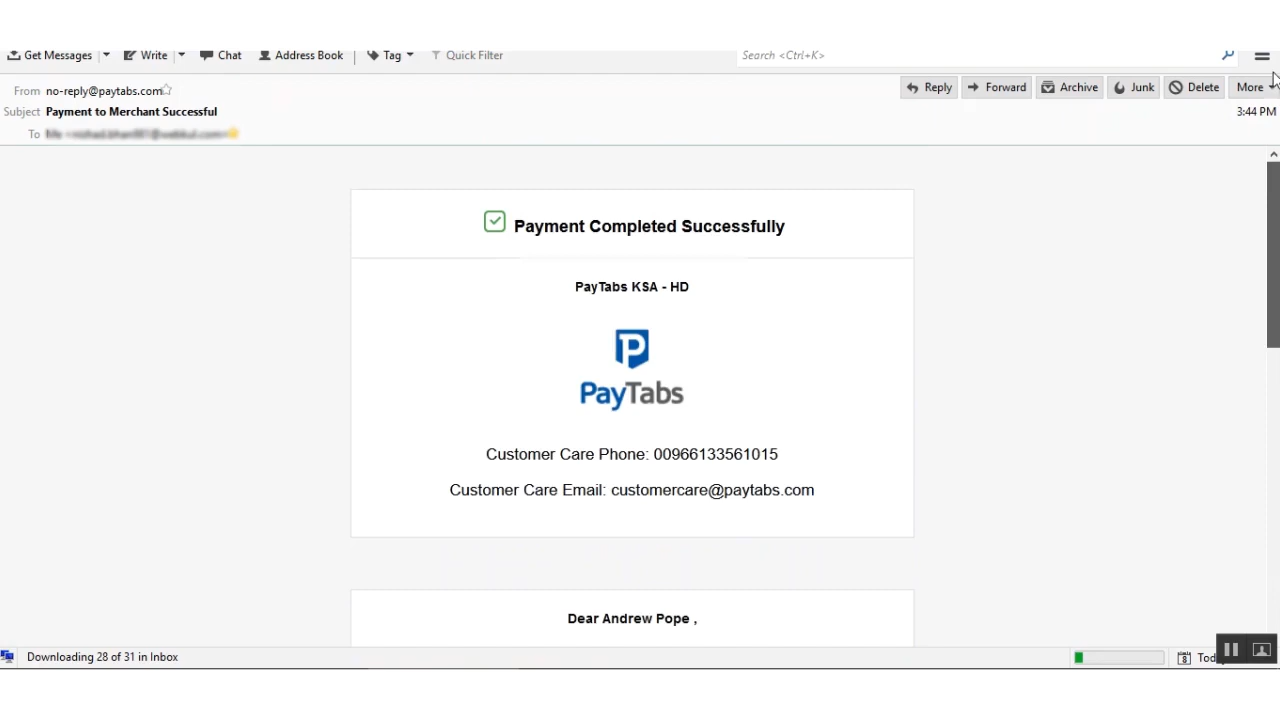 Get Messages Write Chat Address Book Tag Quick Filter Search <Ctrl+K>
From no-reply@paytabs.com Reply Forward Archive Junk Delete More
Subject Payment to Merchant Successful 3:44 PM
To
Payment Completed Successfully
PayTabs KSA - HD
P
PayTabs
Customer Care Phone: 00966133561015
Customer Care Email: customercare@paytabs.com
Dear Andrew Pope ,
Downloading 28 of 31 in Inbox 8